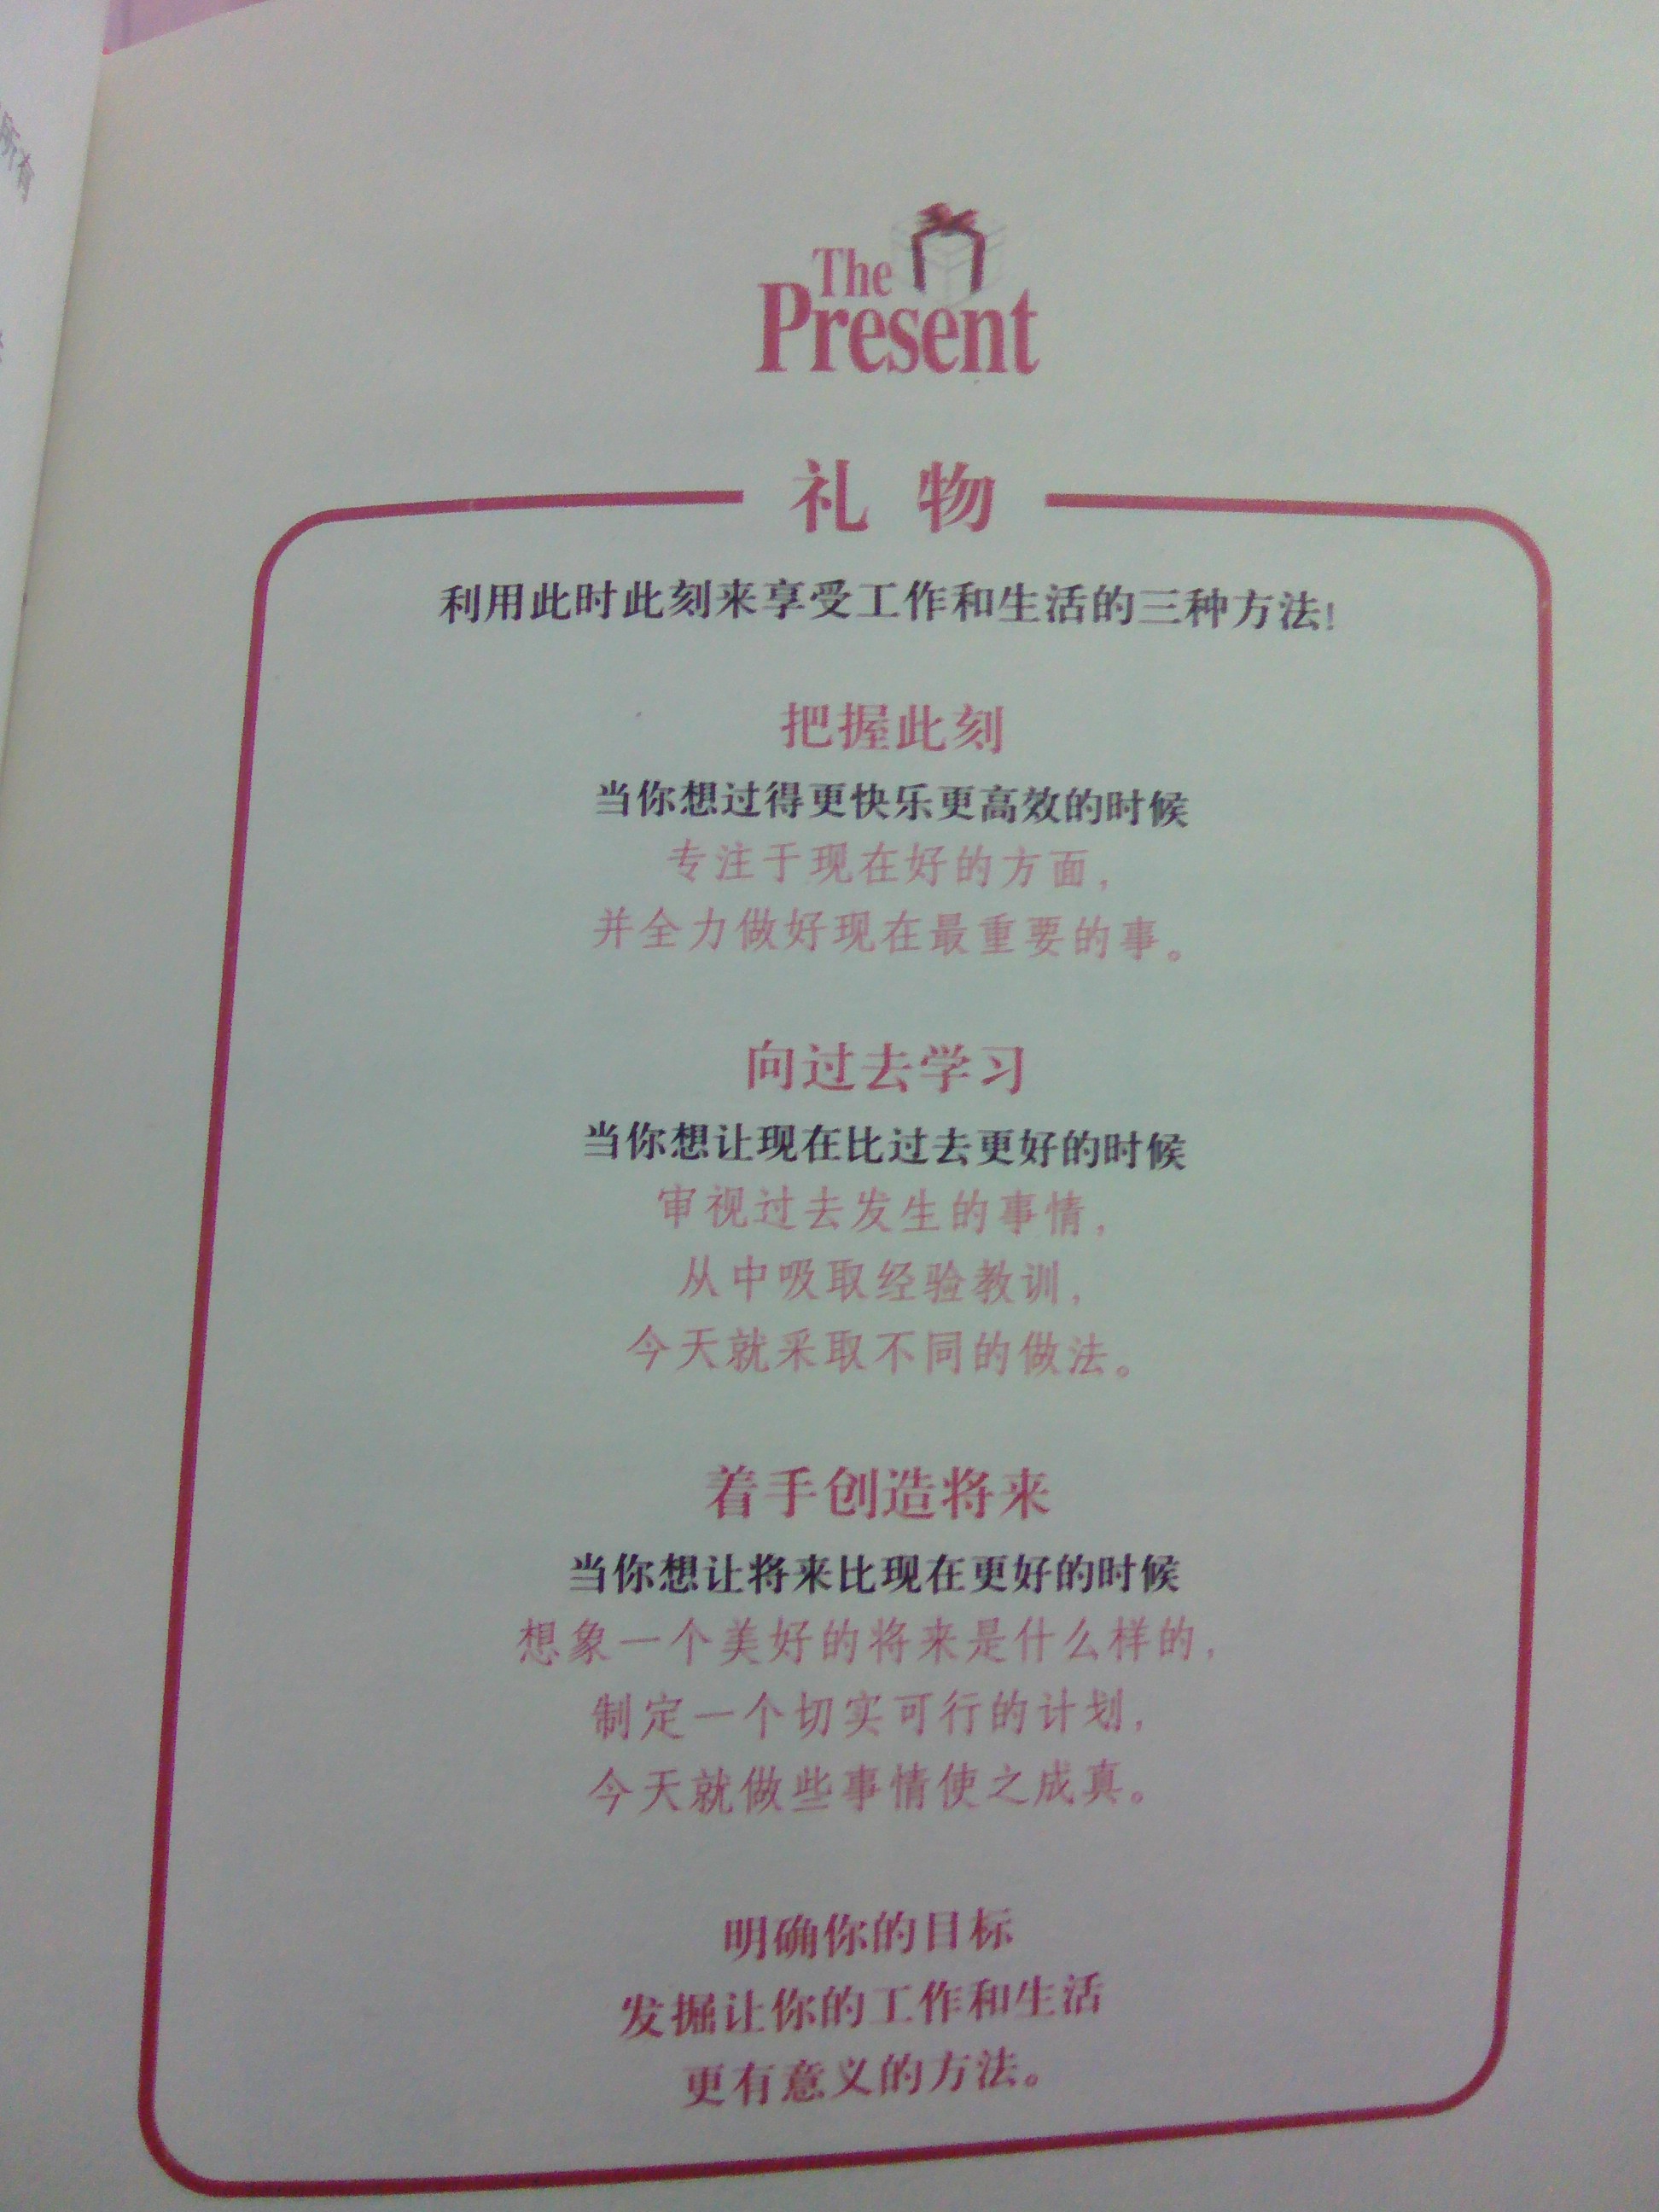 所有
The
Present
礼物
利用此时此刻来享受工作和生活的三种方法!
把握此刻
当你想过得更快乐更高效的时候
专注于现在好的方面，
并全力做好现在最重要的事。
向过去学习
当你想让现在比过去更好的时候
审视过去发生的事情，
从中吸取经验教训，
今天就采取不同的做法。
着手创造将来
当你想让将来比现在更好的时候
想象一个美好的将来是什么样的，
制定一个切实可行的计划，
今天就做些事情使之成真。
明确你的目标
发掘让你的工作和生活
更有意义的方法。